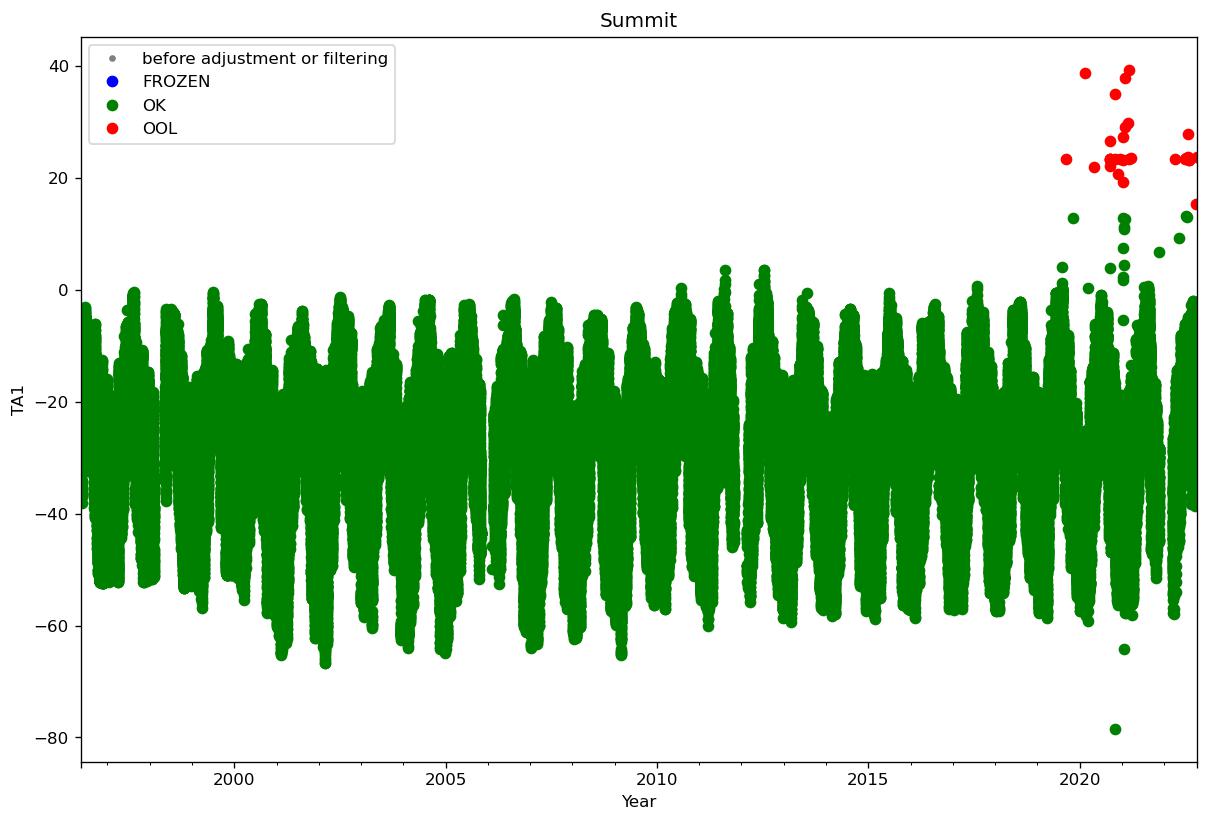 Summit
before adjustment or filtering
FROZEN
OK
OOL
40
20
0
−20
−40
−60
−80
TA1
2000 2005 2010 2015 2020
Year